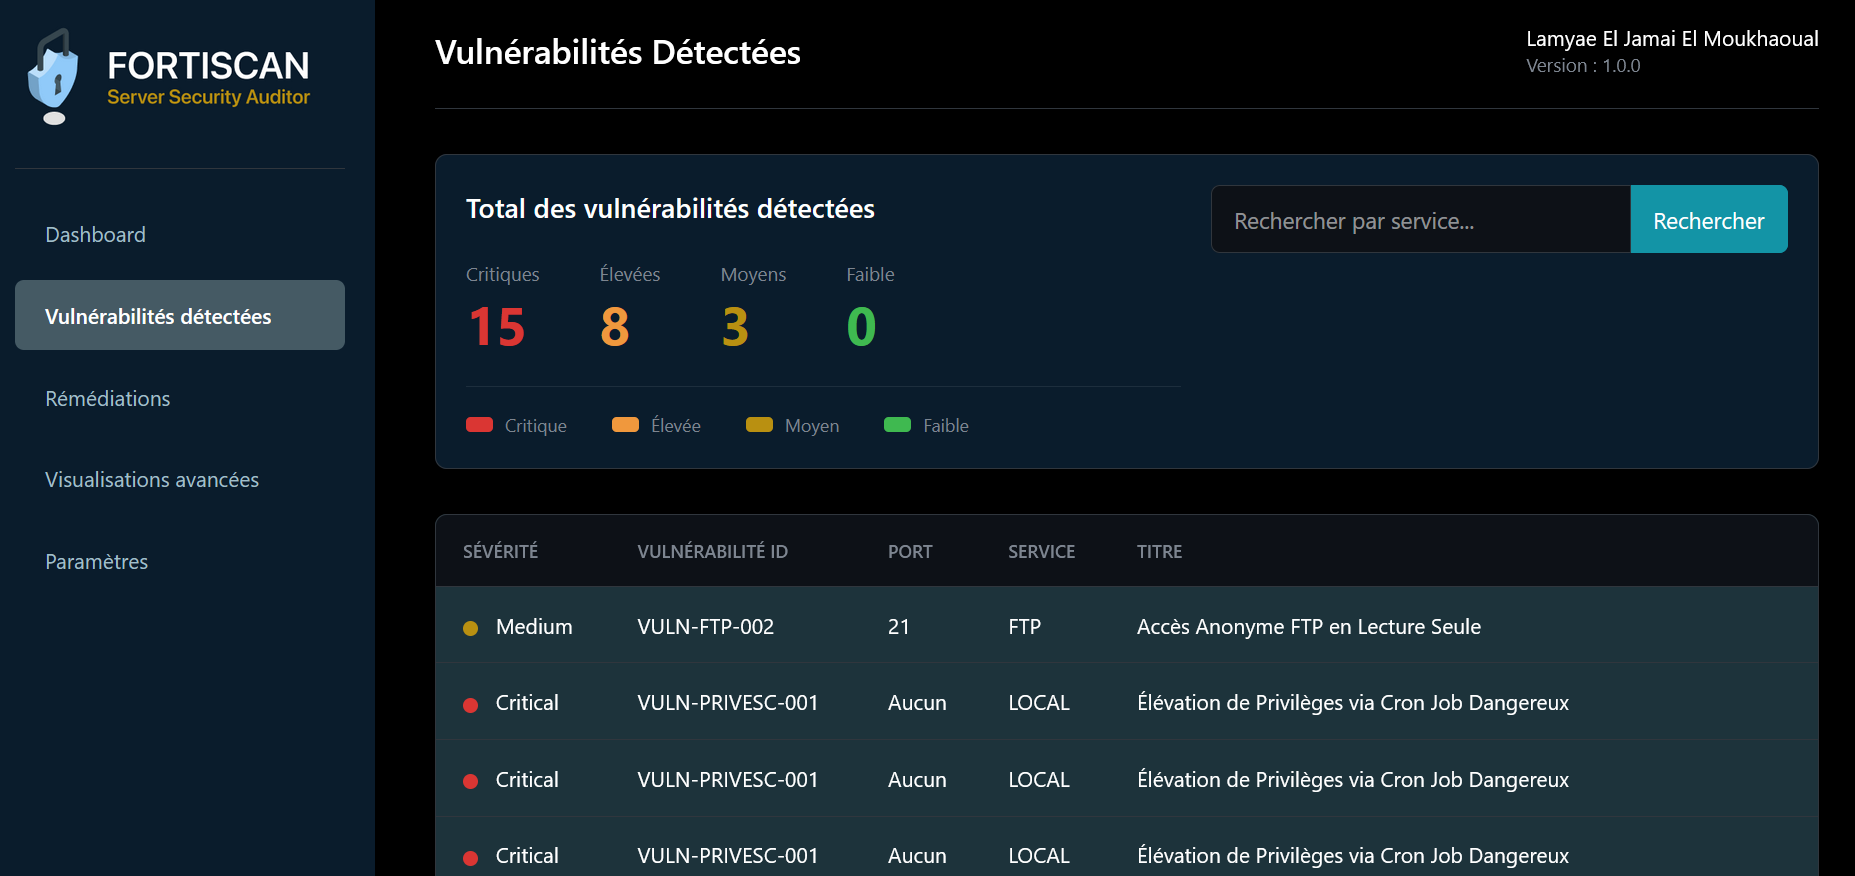 FORTISCAN
Server Security Auditor
Dashboard
Vulnérabilités détectées
Rémédiations
Visualisations avancées
Paramètres
Vulnérabilités Détectées
Lamyae El Jamai El Moukhaoual
Version : 1.0.0
Total des vulnérabilités détectées
Rechercher par service...
Rechercher
Critiques Élevées Moyens Faible
15 8 3 0
Critique Élevée Moyen Faible
SÉVÉRITÉ VULNÉRABILITÉ ID PORT SERVICE TITRE
Medium VULN-FTP-002 21 FTP Accès Anonyme FTP en Lecture Seule
Critical VULN-PRIVESC-001 Aucun LOCAL Élévation de Privilèges via Cron Job Dangereux
Critical VULN-PRIVESC-001 Aucun LOCAL Élévation de Privilèges via Cron Job Dangereux
Critical VULN-PRIVESC-001 Aucun LOCAL Élévation de Privilèges via Cron Job Dangereux